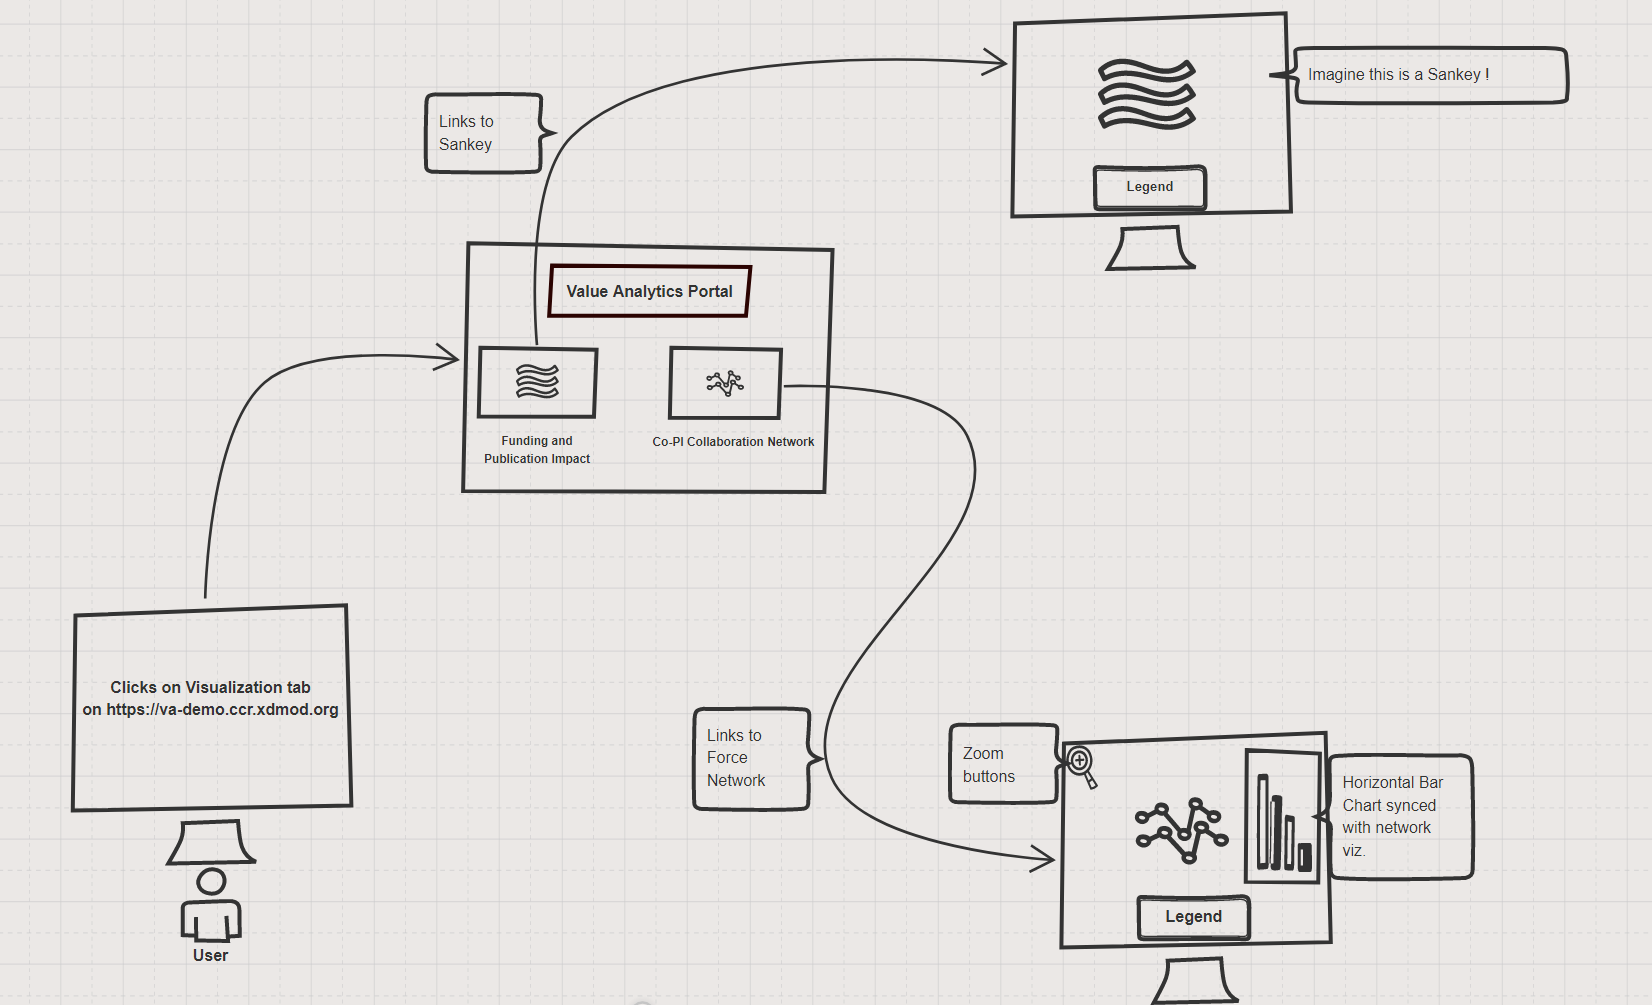 Imagine this is a Sankey !
Links to
Sankey
Legend
Value Analytics Portal
Funding and
Publication Impact
Co-PI Collaboration Network
Clicks on Visualization tab
on https://va-demo.ccr.xdmod.org
User
Links to
Force
Network
Zoom
buttons
Horizontal Bar
Chart synced
with network
viz.
Legend